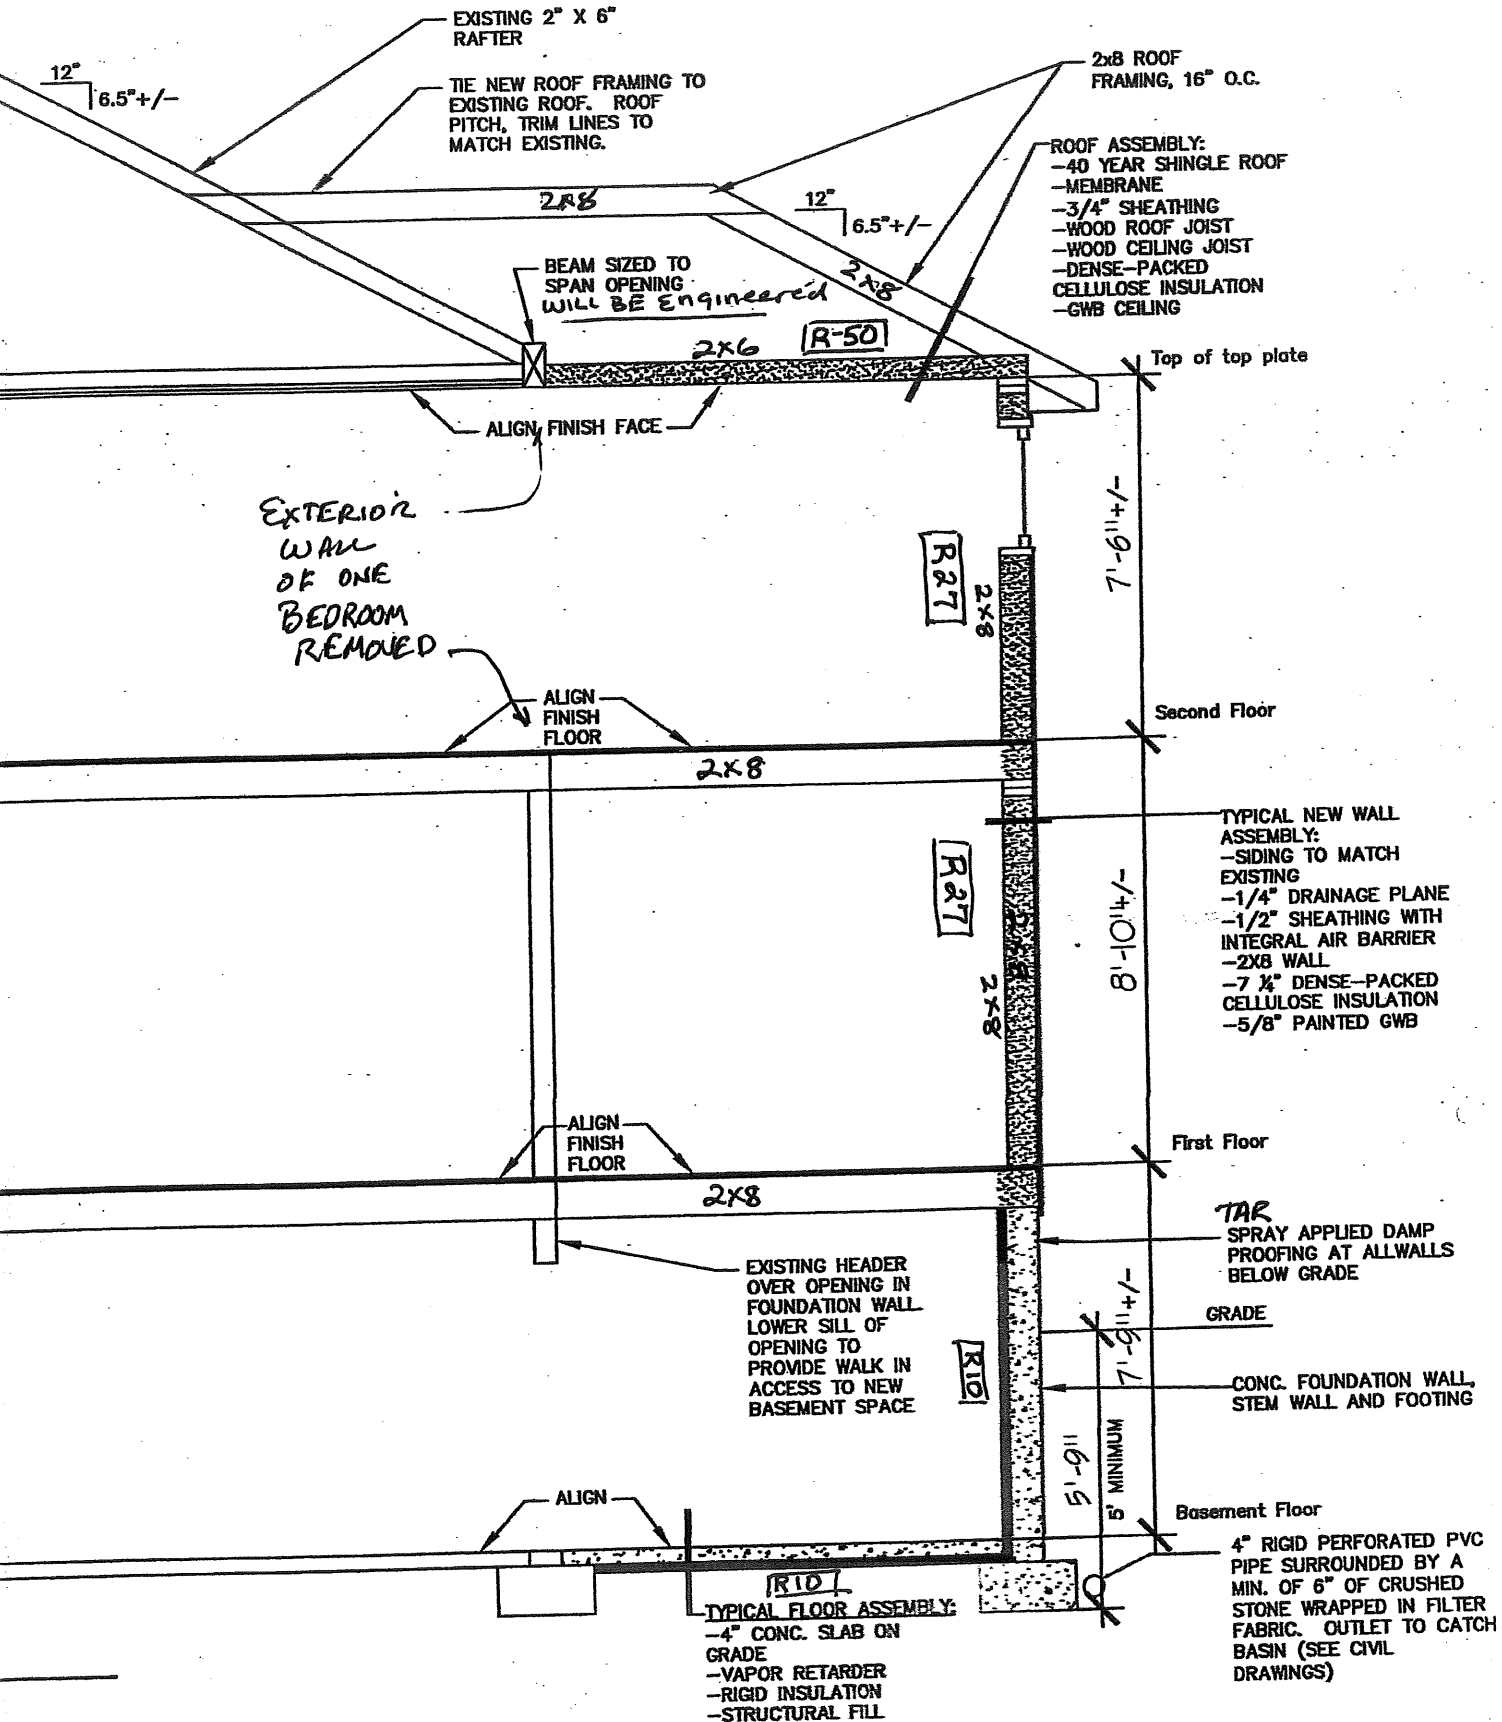 EXISTING 2" X 6"
RAFTER
12"
6.5"+/-
TIE NEW ROOF FRAMING TO
EXISTING ROOF. ROOF
PITCH, TRIM LINES TO
MATCH EXISTING.
2x8 ROOF
FRAMING, 16" O.C.
ROOF ASSEMBLY:
-40 YEAR SHINGLE ROOF
-MEMBRANE
-3/4" SHEATHING
-WOOD ROOF JOIST
-WOOD CEILING JOIST
-DENSE-PACKED
CELLULOSE INSULATION
-GWB CEILING
2x8
12"
6.5"+/-
2x8
BEAM SIZED TO
SPAN OPENING
WILL BE Engineered
2x6
R-50
Top of top plate
ALIGN FINISH FACE
EXTERIOR
WALL
OF ONE
BEDROOM
REMOVED
R27
2x8
7'-6"+/-
ALIGN
FINISH
FLOOR
Second Floor
2x8
TYPICAL NEW WALL
ASSEMBLY:
-SIDING TO MATCH
EXISTING
-1/4" DRAINAGE PLANE
-1/2" SHEATHING WITH
INTEGRAL AIR BARRIER
-2X8 WALL
-7 ¼" DENSE-PACKED
CELLULOSE INSULATION
-5/8" PAINTED GWB
R27
2x8
2x8
8'-10"+/-
ALIGN
FINISH
FLOOR
First Floor
2x8
TAR
SPRAY APPLIED DAMP
PROOFING AT ALLWALLS
BELOW GRADE
EXISTING HEADER
OVER OPENING IN
FOUNDATION WALL
LOWER SILL OF
OPENING TO
PROVIDE WALK IN
ACCESS TO NEW
BASEMENT SPACE
R10
7'-9"+/-
GRADE
CONC. FOUNDATION WALL,
STEM WALL AND FOOTING
5'-9"
5' MINIMUM
ALIGN
Basement Floor
4" RIGID PERFORATED PVC
PIPE SURROUNDED BY A
MIN. OF 6" OF CRUSHED
STONE WRAPPED IN FILTER
FABRIC. OUTLET TO CATCH
BASIN (SEE CIVIL
DRAWINGS)
R10
TYPICAL FLOOR ASSEMBLY:
-4" CONC. SLAB ON
GRADE
-VAPOR RETARDER
-RIGID INSULATION
-STRUCTURAL FILL